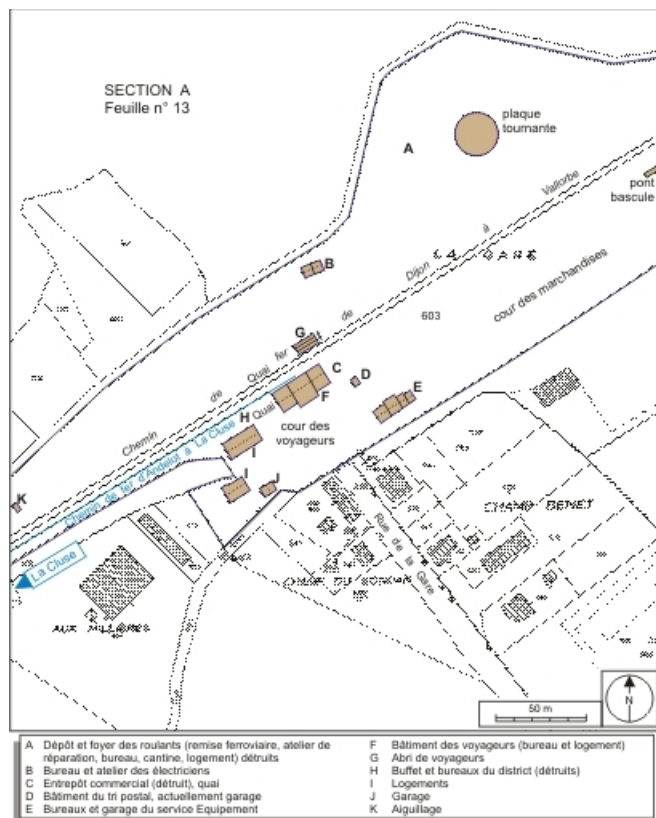 SECTION A
Feuille n° 13
plaque
tournante
A
pont
bascule
Chemin de fer de Dijon à Vallorbe
LA GARE
cour des marchandises
603
B
G
Quai
C
D
F
E
Quai
H
cour des
voyageurs
I
I
J
K
Chemin de fer d'Andelot à La Cluse
La Cluse
Rue de la Gare
CHAMP BENET
AUX MILLIERES
50 m
N
A Dépôt et foyer des roulants (remise ferroviaire, atelier de
réparation, bureau, cantine, logement) détruits
B Bureau et atelier des électriciens
C Entrepôt commercial (détruit), quai
D Bâtiment du tri postal, actuellement garage
E Bureaux et garage du service Equipement
F Bâtiment des voyageurs (bureau et logement)
G Abri de voyageurs
H Buffet et bureaux du district (détruits)
I Logements
J Garage
K Aiguillage